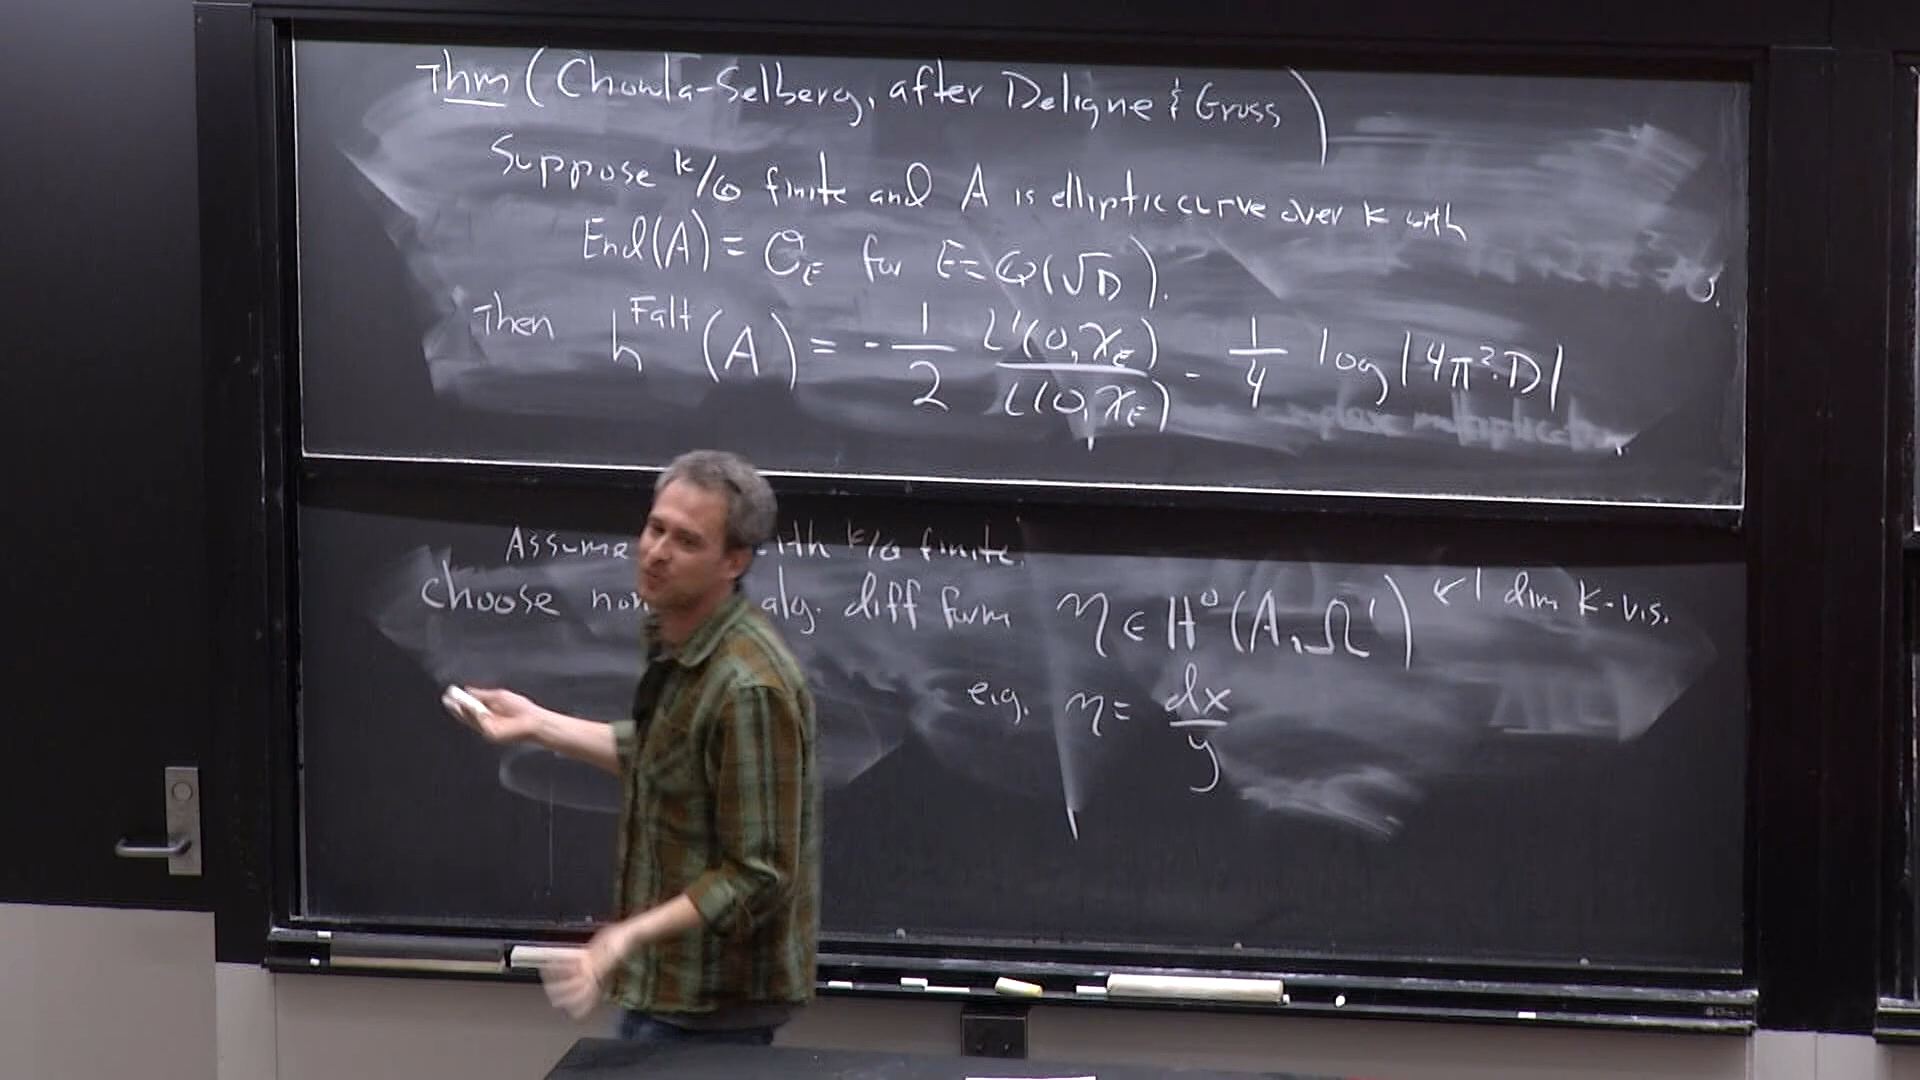 Thm (Chowla-Selberg, after Deligne & Gross)
Suppose k/ℚ finite and A is elliptic curve over k with
End(A) = O_E for E = ℚ(√D).
Then h^Falt (A) = - 1/2 L'(0,χ_E)/L(0,χ_E) - 1/4 log|4π²·D|
Assume with k/ℚ finite.
Choose alg. diff form η ∈ H⁰(A, Ω¹) ↙ 1 dim k-v.s.
e.g. η = dx/y